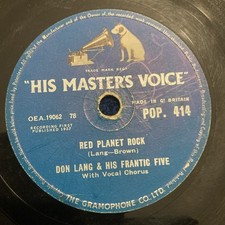 TRADE MARK REGD
"HIS MASTER'S VOICE"
OEA.19062 78
MADE IN GT BRITAIN
POP. 414
RECORDING FIRST
PUBLISHED 1957
RED PLANET ROCK
(Lang—Brown)
DON LANG & HIS FRANTIC FIVE
With Vocal Chorus
THE GRAMOPHONE CO. LTD.